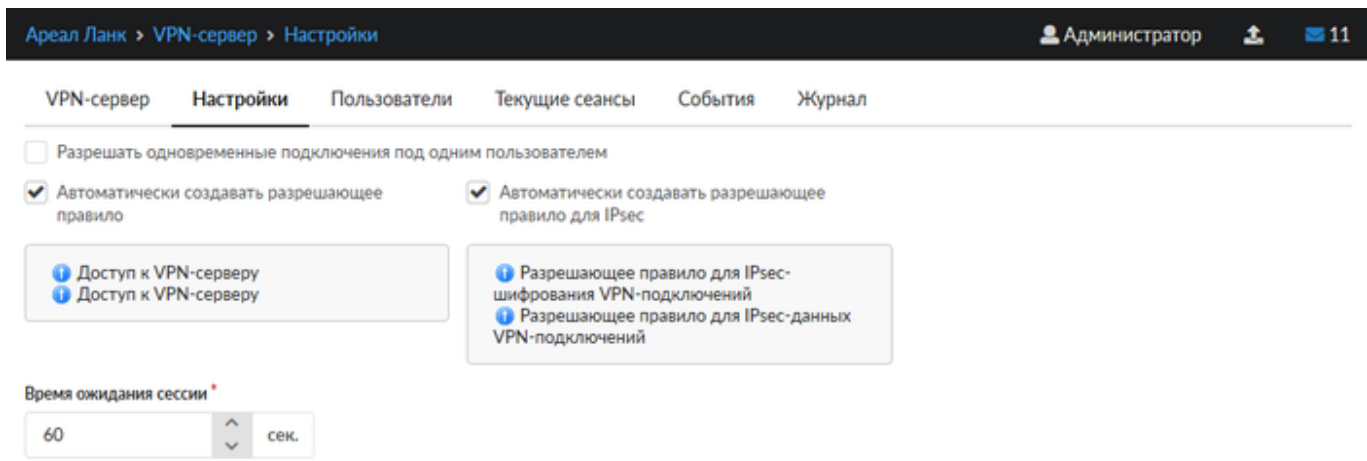 Ареал Ланк > VPN-сервер > Настройки Администратор 11
VPN-сервер Настройки Пользователи Текущие сеансы События Журнал
Разрешать одновременные подключения под одним пользователем
Автоматически создавать разрешающее
правило
Автоматически создавать разрешающее
правило для IPsec
Доступ к VPN-серверу
Доступ к VPN-серверу
Разрешающее правило для IPsec-
шифрования VPN-подключений
Разрешающее правило для IPsec-данных
VPN-подключений
Время ожидания сессии *
60 сек.